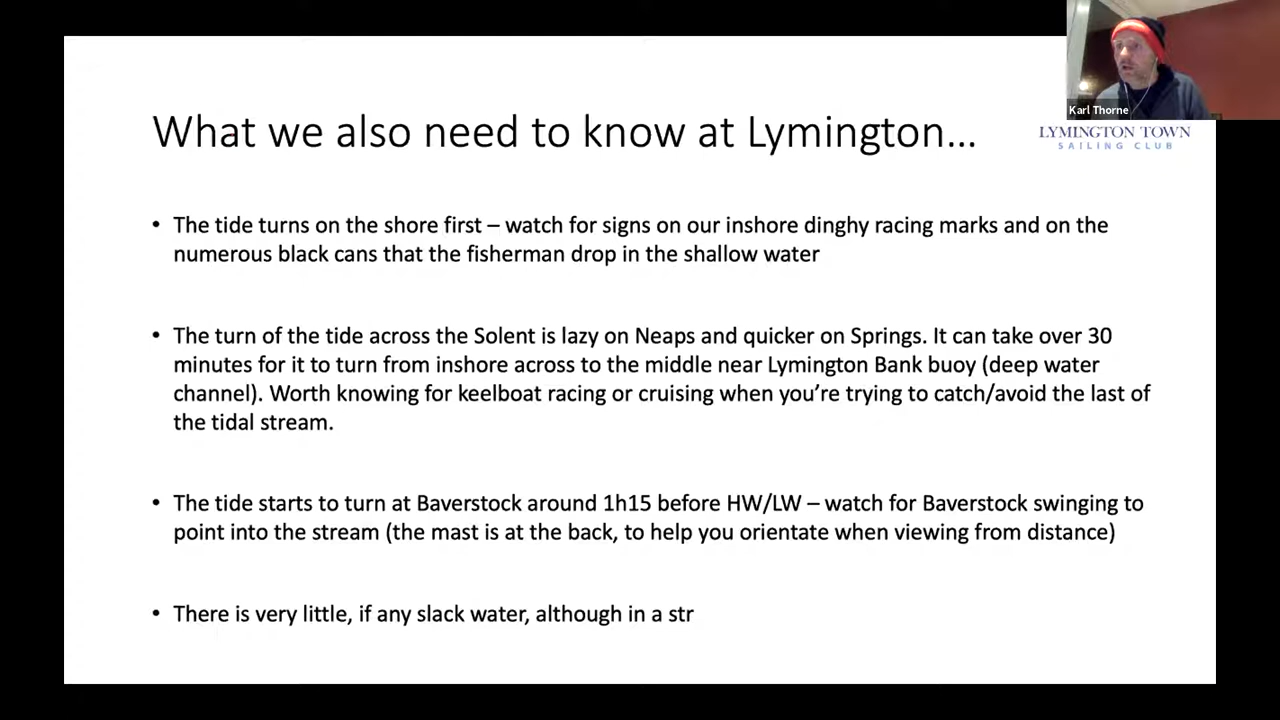 Karl Thorne
What we also need to know at Lymington...
LYMINGTON TOWN
SAILING CLUB
• The tide turns on the shore first – watch for signs on our inshore dinghy racing marks and on the
numerous black cans that the fisherman drop in the shallow water
• The turn of the tide across the Solent is lazy on Neaps and quicker on Springs. It can take over 30
minutes for it to turn from inshore across to the middle near Lymington Bank buoy (deep water
channel). Worth knowing for keelboat racing or cruising when you’re trying to catch/avoid the last of
the tidal stream.
• The tide starts to turn at Baverstock around 1h15 before HW/LW – watch for Baverstock swinging to
point into the stream (the mast is at the back, to help you orientate when viewing from distance)
• There is very little, if any slack water, although in a str